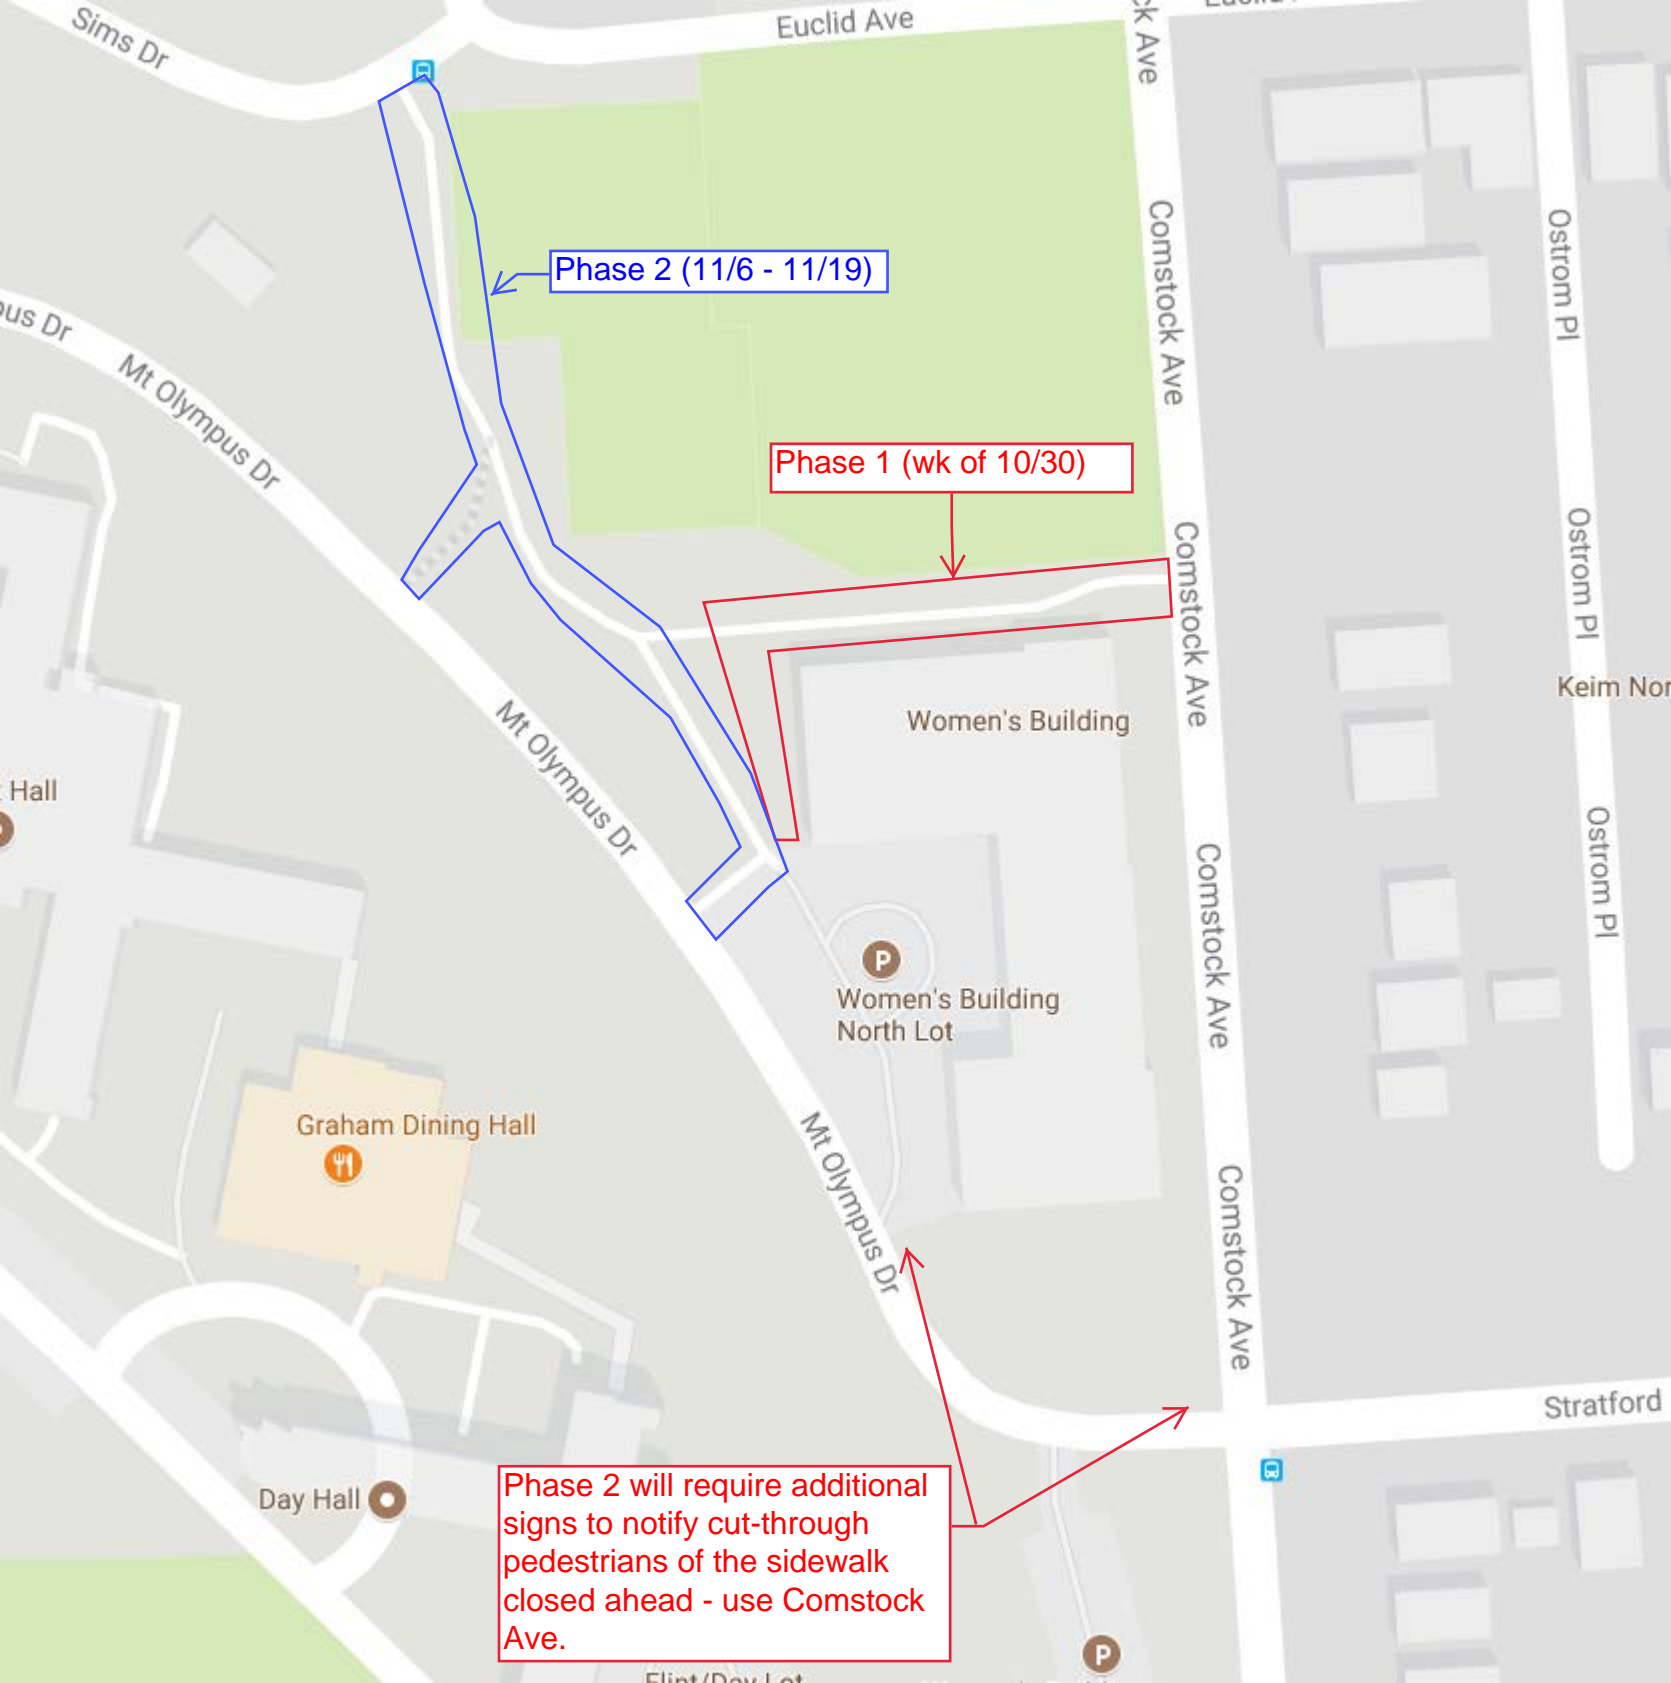 Sims Dr
Euclid Ave
Ave
Comstock Ave
Ostrom Pl
Phase 2 (11/6 - 11/19)
Dr
Mt Olympus Dr
Phase 1 (wk of 10/30)
Comstock Ave
Ostrom Pl
Keim
Women's Building
Mt Olympus Dr
Hall
Comstock Ave
Ostrom Pl
P
Women's Building
North Lot
Graham Dining Hall
Mt Olympus Dr
Comstock Ave
Stratford
Phase 2 will require additional
signs to notify cut-through
pedestrians of the sidewalk
closed ahead - use Comstock
Ave.
Day Hall
P